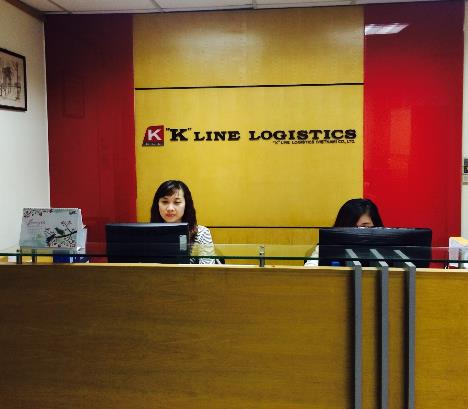 K "K" LINE LOGISTICS
"K" LINE LOGISTICS (VIETNAM) CO., LTD.